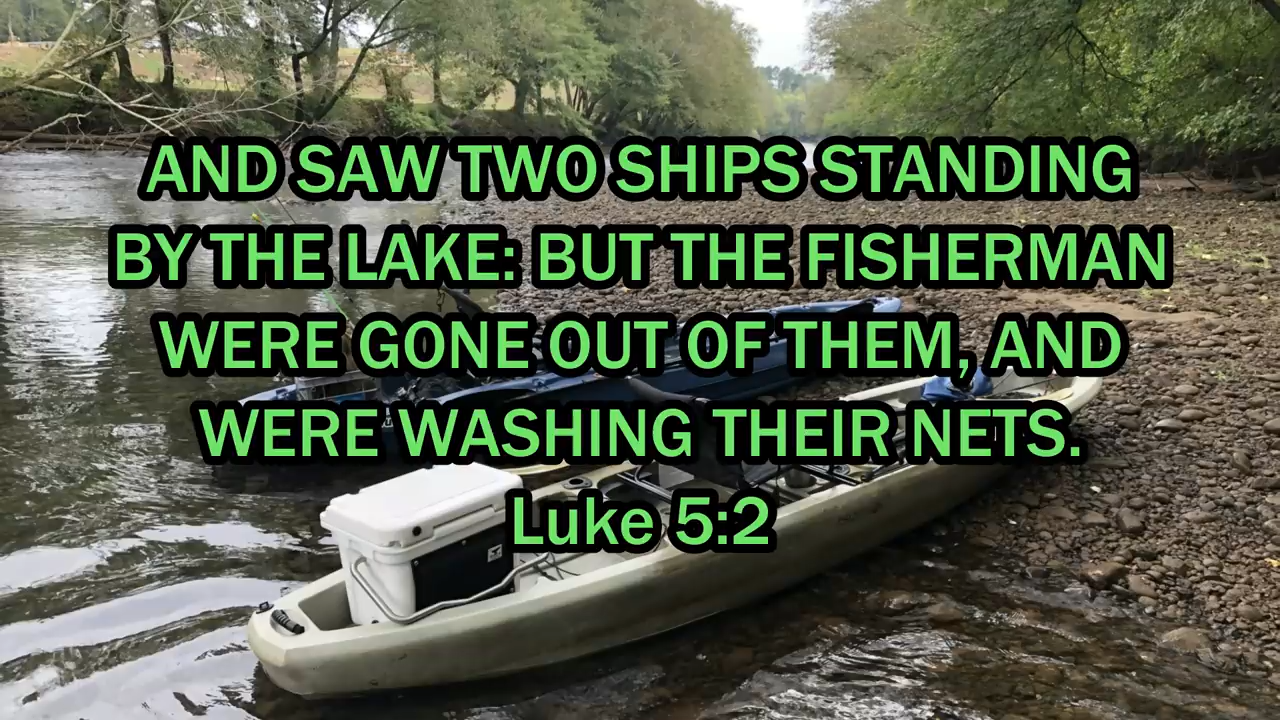 AND SAW TWO SHIPS STANDING
BY THE LAKE: BUT THE FISHERMAN
WERE GONE OUT OF THEM, AND
WERE WASHING THEIR NETS.
Luke 5:2